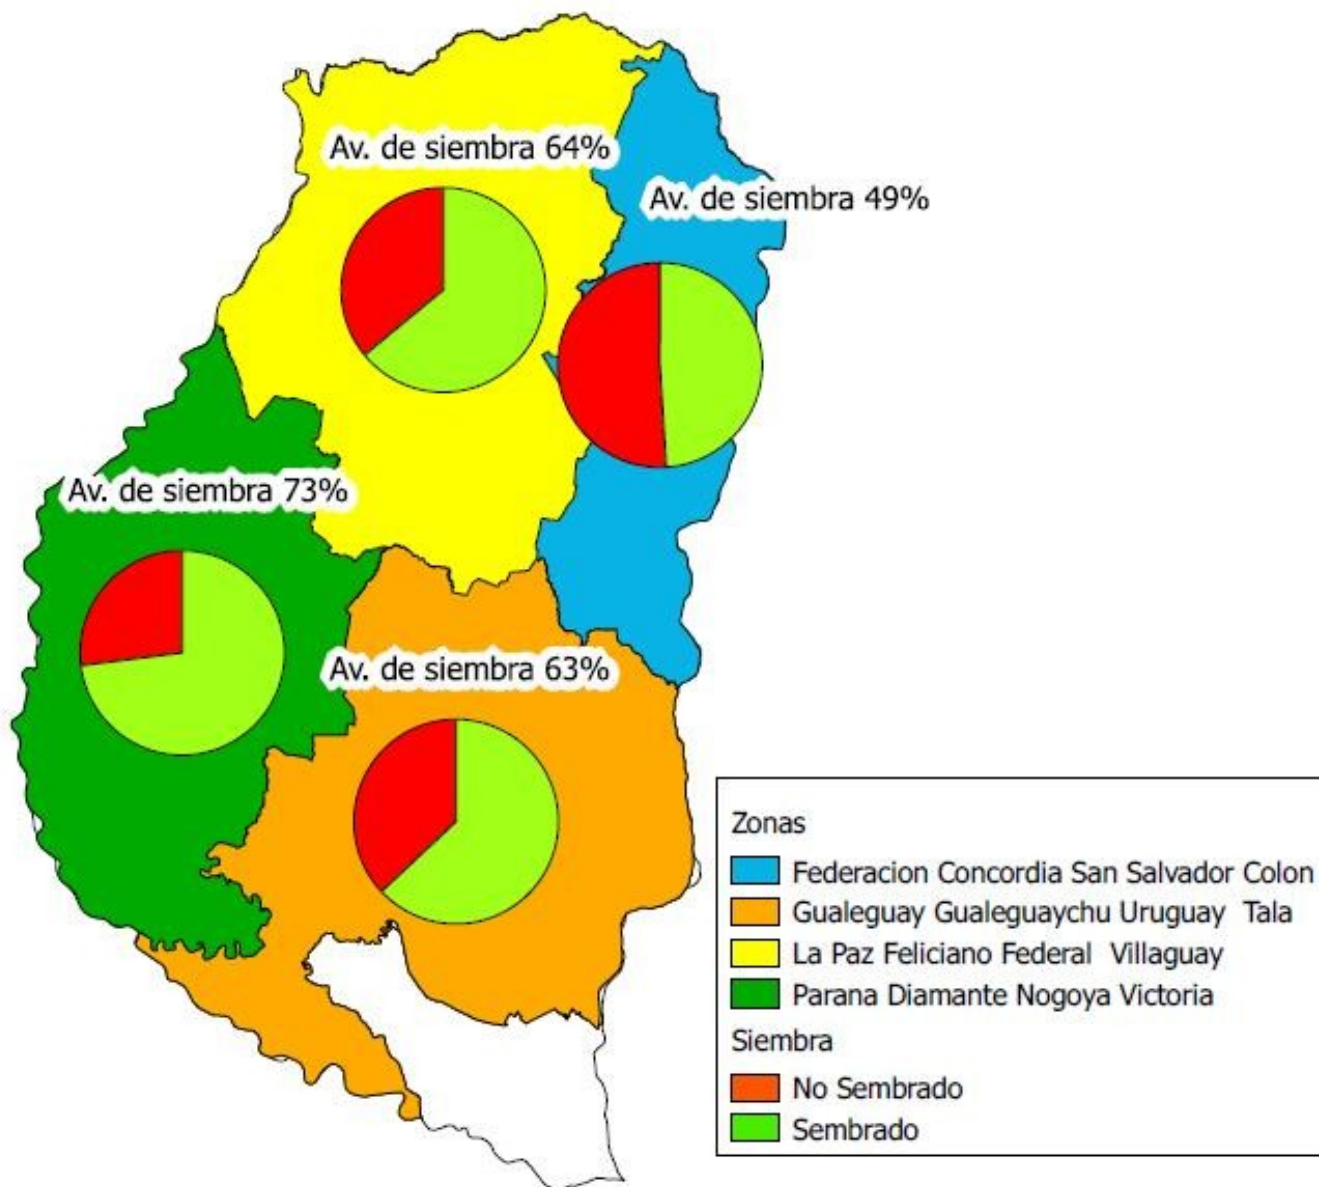 Av. de siembra 64%
Av. de siembra 49%
Av. de siembra 73%
Av. de siembra 63%
Zonas
Federacion Concordia San Salvador Colon
Gualeguay Gualeguaychu Uruguay Tala
La Paz Feliciano Federal Villaguay
Parana Diamante Nogoya Victoria
Siembra
No Sembrado
Sembrado